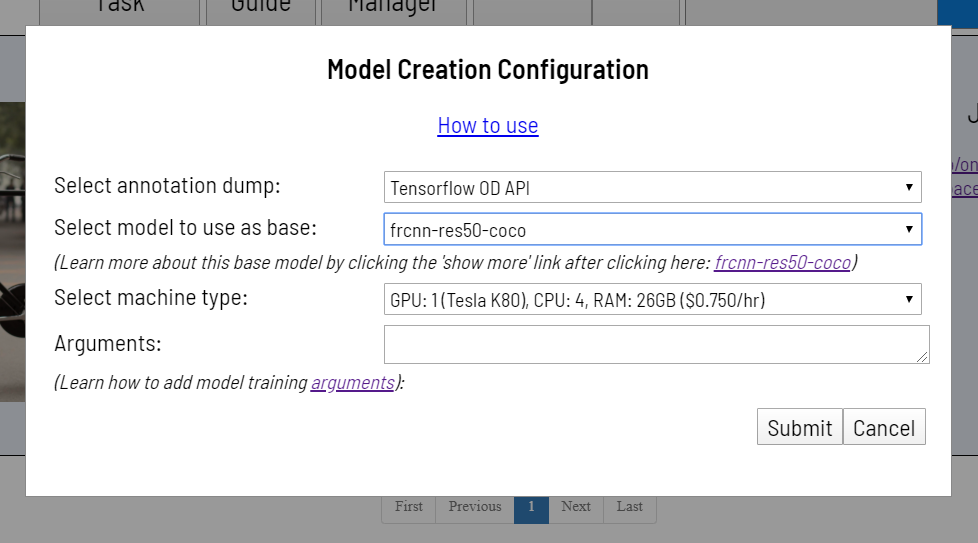 Task Guide Manager
Model Creation Configuration
How to use
Select annotation dump: Tensorflow OD API
Select model to use as base: frcnn-res50-coco
(Learn more about this base model by clicking the 'show more' link after clicking here: frcnn-res50-coco)
Select machine type: GPU: 1 (Tesla K80), CPU: 4, RAM: 26GB ($0.750/hr)
Arguments:
(Learn how to add model training arguments):
Submit Cancel
First Previous 1 Next Last